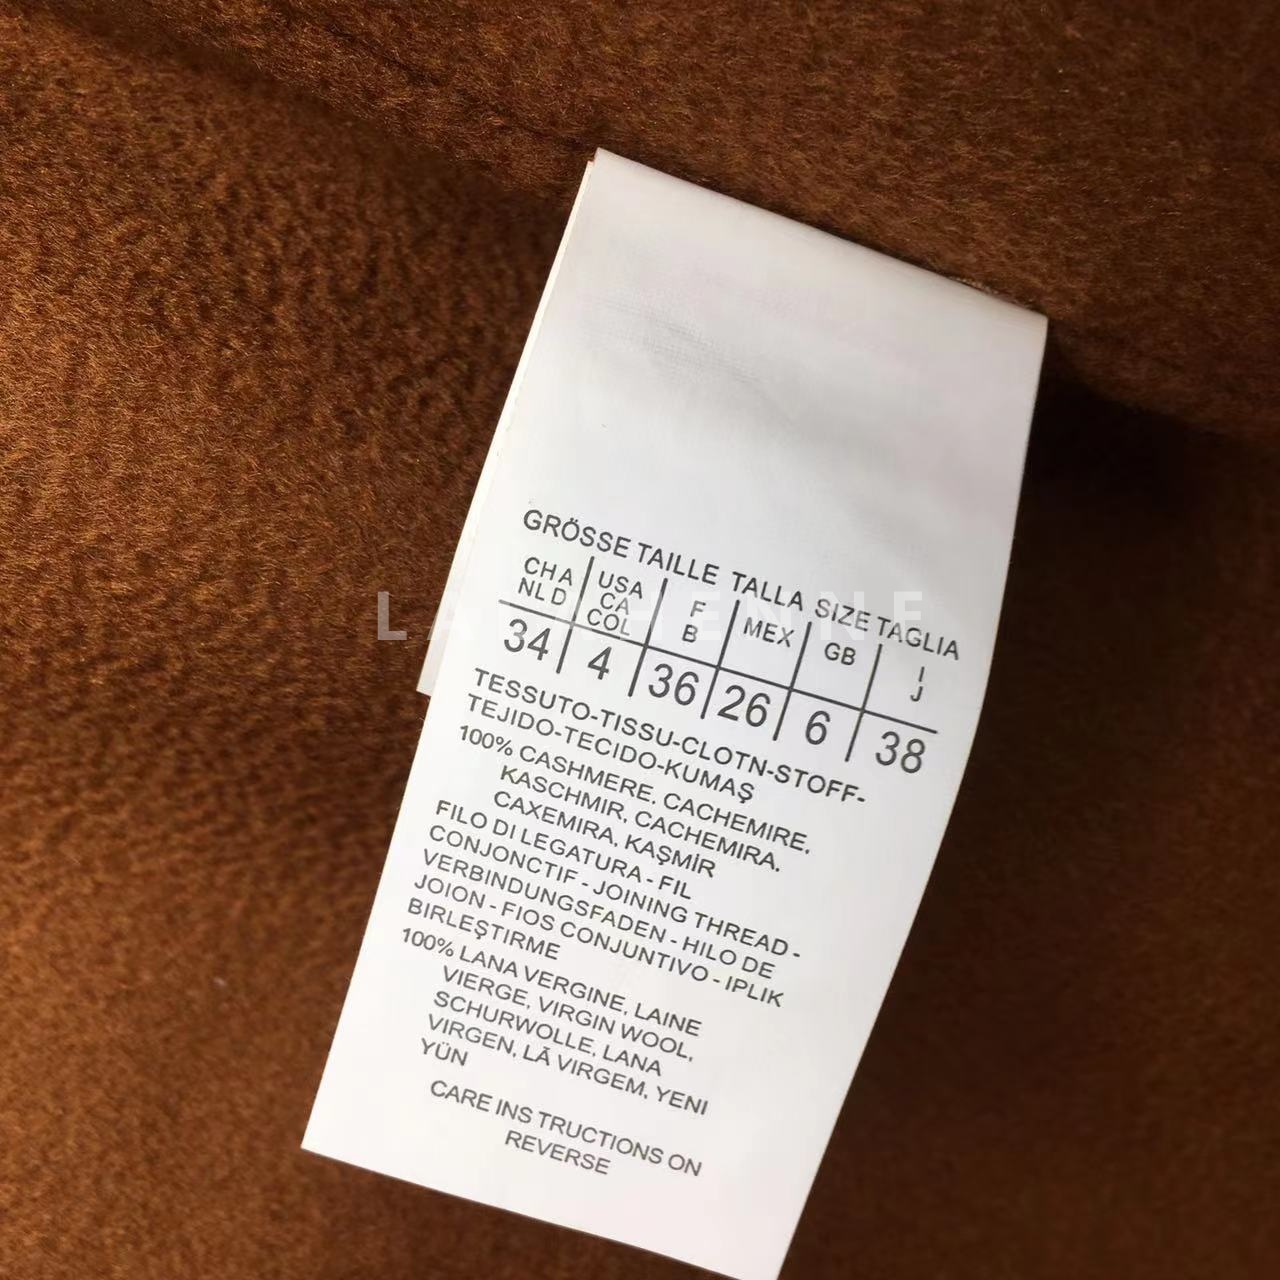 GRÖSSE TAILLE TALLA SIZE TAGLIA
CHA USA F MEX GB I
NLD CA B J
COL
34 4 36 26 6 38
TESSUTO-TISSU-CLOTN-STOFF-
TEJIDO-TECIDO-KUMAŞ
100% CASHMERE, CACHEMIRE,
KASCHMIR, CACHEMIRA,
CAXEMIRA, KAŞMİR
FILO DI LEGATURA - FIL
CONJONCTIF - JOINING THREAD -
VERBINDUNGSFADEN - HILO DE
JOION - FIOS CONJUNTIVO - IPLIK
BIRLEŞTIRME
100% LANA VERGINE, LAINE
VIERGE, VIRGIN WOOL,
SCHURWOLLE, LANA
VIRGEN, LÃ VIRGEM, YENI
YÜN
CARE INS TRUCTIONS ON
REVERSE